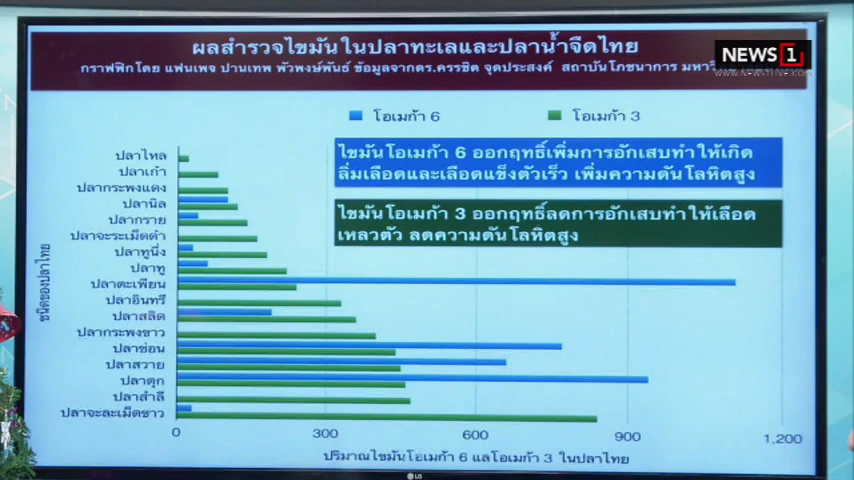 ผลสำรวจไขมันในปลาทะเลและปลาน้ำจืดไทย
กราฟฟิกโดย แฟนเพจ ปานเทพ พัวพงษ์พันธ์ ข้อมูลจากดร.ครรชิต จุดประสงค์ สถาบันโภชนาการ
NEWS 1
โอเมก้า 6
โอเมก้า 3
ไขมันโอเมก้า 6 ออกฤทธิ์เพิ่มการอักเสบทำให้เกิด
ลิ่มเลือดและเลือดแข็งตัวเร็ว เพิ่มความดันโลหิตสูง
ไขมันโอเมก้า 3 ออกฤทธิ์ลดการอักเสบทำให้เลือด
เหลวตัว ลดความดันโลหิตสูง
ชนิดของปลาไทย
ปลาไหล
ปลาเก๋า
ปลากระพงแดง
ปลานิล
ปลากราย
ปลาจะระเม็ดดำ
ปลาทูนึ่ง
ปลาทู
ปลาตะเพียน
ปลาอินทรี
ปลาสลิด
ปลากระพงขาว
ปลาช่อน
ปลาสวาย
ปลาดุก
ปลาสำลี
ปลาจะละเม็ดขาว
0
300
600
900
1,200
ปริมาณไขมันโอเมก้า 6 แลโอเมก้า 3 ในปลาไทย
LG